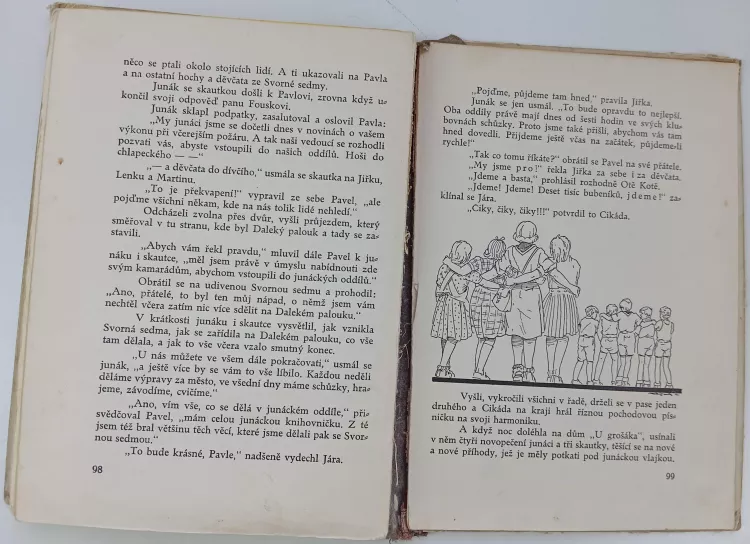 něco se ptali okolo stojících lidí. A ti ukazovali na Pavla
a na ostatní hochy a děvčata ze Svorné sedmy.
Junák se skautkou došli k Pavlovi, zrovna když u-
končil svoji odpověď panu Fouskovi.
Junák sklapl podpatky, zasalutoval a oslovil Pavla:
„My junáci jsme se dočetli dnes v novinách o vašem
výkonu při včerejším požáru. A tak naši vedoucí se rozhodli
pozvati vás, abyste vstoupili do našich oddílů. Hoši do
chlapeckého — —“
„— a děvčata do dívčího,“ usmála se skautka na Jiřku,
Lenku a Martinu.
„To je překvapení!“ vypravil ze sebe Pavel, „ale
pojďme všichni někam, kde na nás tolik lidé nehledí.“
Odcházeli zvolna přes dvůr, vyšli průjezdem, který
směřoval v tu stranu, kde byl Daleký palouk a tady se za-
stavili.
„Abych vám řekl pravdu,“ mluvil dále Pavel k ju-
náku i skautce, „měl jsem právě v úmyslu nabídnouti zde
svým kamarádům, abychom vstoupili do junáckých oddílů.“
Obrátil se na udivenou Svornou sedmu a prohodil:
„Ano, přátelé, to byl ten můj nápad, o němž jsem vám
nechtěl včera zatím nic více sdělit na Dalekém palouku.“
V krátkosti junáku i skautce vysvětlil, jak vznikla
Svorná sedma, jak se zařídila na Dalekém palouku, co vše
tam dělala, a jak to vše včera vzalo smutný konec.
„U nás můžete ve všem dále pokračovati,“ usmál se
junák, „a ještě více by se vám to vše líbilo. Každou neděli
děláme výpravy za město, ve všední dny máme schůzky, hra-
jeme, závodíme, cvičíme.“
„Ano, vím vše, co se dělá v junáckém oddíle,“ při-
svědčoval Pavel, „mám celou junáckou knihovničku. Z té
jsem též bral většinu těch věcí, které jsme dělali pak se Svor-
nou sedmou.“
„To bude krásné, Pavle,“ nadšeně vydechl Jára.
98
„Pojďme, půjdeme tam hned,“ pravila Jiřka.
Junák se jen usmál. „To bude opravdu to nejlepší.
Oba oddíly právě mají dnes od šesti hodin ve svých klu-
bovnách schůzky. Proto jsme také přišli, abychom vás tam
hned dovedli. Přijdeme ještě včas na začátek, půjdeme-li
rychle!“
„Tak co tomu říkáte?“ obrátil se Pavel na své přátele.
„My jsme pro!“ řekla Jiřka za sebe i za děvčata.
„Jdeme a basta,“ prohlásil rozhodně Otě Kotě.
„Jdeme! Jdeme! Deset tisíc bubeníků, jdeme!“ za-
klínal se Jára.
„Čiky, čiky, čiky!!!“ potvrdil to Cikáda.
Vyšli, vykročili všichni v řadě, drželi se v pase jeden
druhého a Cikáda na kraji hrál říznou pochodovou pís-
ničku na svoji harmoniku.
A když noc dolehla na dům „U grošáka“, usínali
v něm čtyři novopečení junáci a tři skautky, těšící se na nové
a nové příhody, jež je měly potkati pod junáckou vlajkou.
99